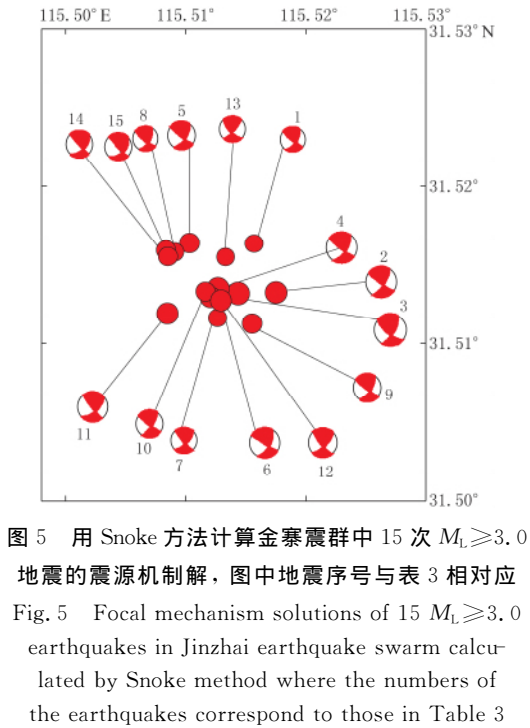 115.50° E
115.51°
115.52°
115.53°
31.53° N
14
15
8
5
13
1
31.52°
4
2
3
31.51°
9
11
10
7
6
12
31.50°
图 5 用 Snoke 方法计算金寨震群中 15 次 M_L≥3.0
地震的震源机制解，图中地震序号与表 3 相对应
Fig. 5 Focal mechanism solutions of 15 M_L≥3.0
earthquakes in Jinzhai earthquake swarm calcu-
lated by Snoke method where the numbers of
the earthquakes correspond to those in Table 3